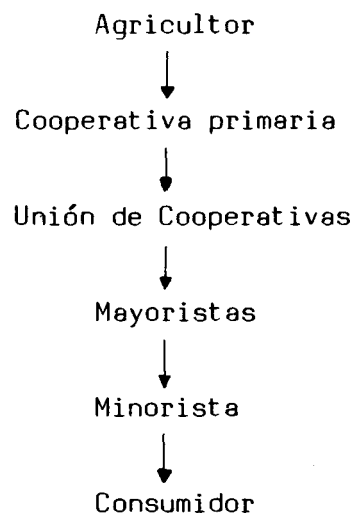 Agricultor
Cooperativa primaria
Unión de Cooperativas
Mayoristas
Minorista
Consumidor